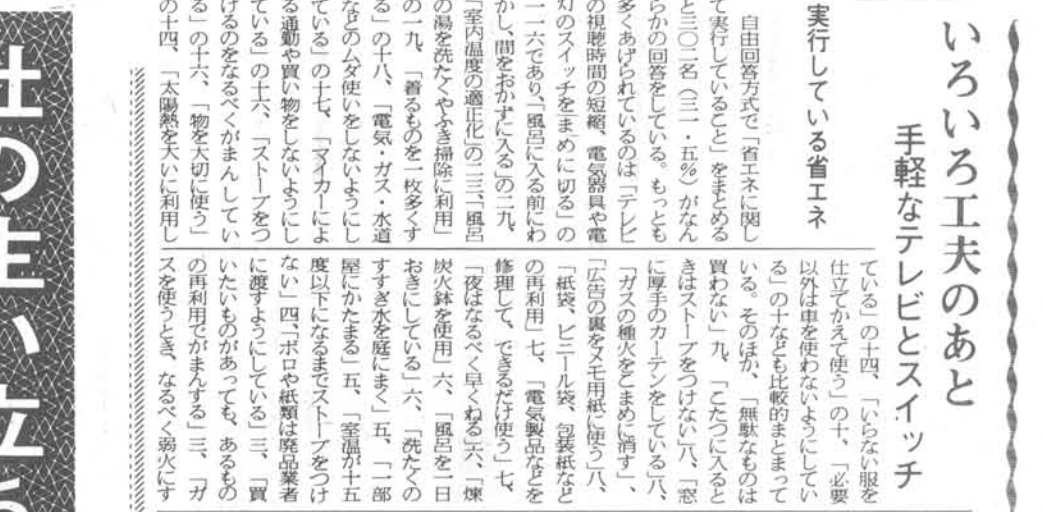 いろいろ工夫のあと
手軽なテレビとスイッチ
実行している省エネ
自由回答方式で「省エネに関し
て実行していること」をまとめる
と三〇二名(三一・五%)がなん
らかの回答をしている。もっとも
多くあげられているのは「テレビ
の視聴時間の短縮、電気器具や電
灯のスイッチをまめに切る」の
一一六であり、「風呂に入る前にわ
かし、間をおかずに入る」の二九、
「室内温度の適正化」の二三、「風呂
の湯を洗たくやふき掃除に利用」
の一九、「着るものを一枚多くす
る」の十八、「電気・ガス・水道
などのムダ使いをしないようにし
ている」の十七、「マイカーによ
る通勤や買い物をしないようにし
ている」の十六、「ストーブをつ
けるのをなるべくがまんしてい
る」の十六、「物を大切に使う」
の十四、「太陽熱を大いに利用し
ている」の十四、「いらない服を
仕立てかえて使う」の十、「必要
以外は車を使わないようにしてい
る」の十なども比較的まとまって
いる。そのほか、「無駄なものは
買わない」九、「こたつに入ると
きはストーブをつけない」八、「窓
に厚手のカーテンをしている」八、
「ガスの種火をこまめに消す」、
「広告の裏をメモ用紙に使う」八、
「紙袋、ビニール袋、包装紙など
の再利用」七、「電気製品などを
修理して、できるだけ使う」七、
「夜はなるべく早くねる」六、「煉
炭火鉢を使用」六、「風呂を一日
おきにしている」六、「洗たくの
すすぎ水を庭にまく」五、「一部
屋にかたまる」五、「室温が十五
度以下になるまでストーブをつけ
ない」四、「ボロや紙類は廃品業者
に渡すようにしている」三、「買
いたいものがあっても、あるもの
の再利用でがまんする」三、「ガ
スを使うとき、なるべく弱火にす
の生い立